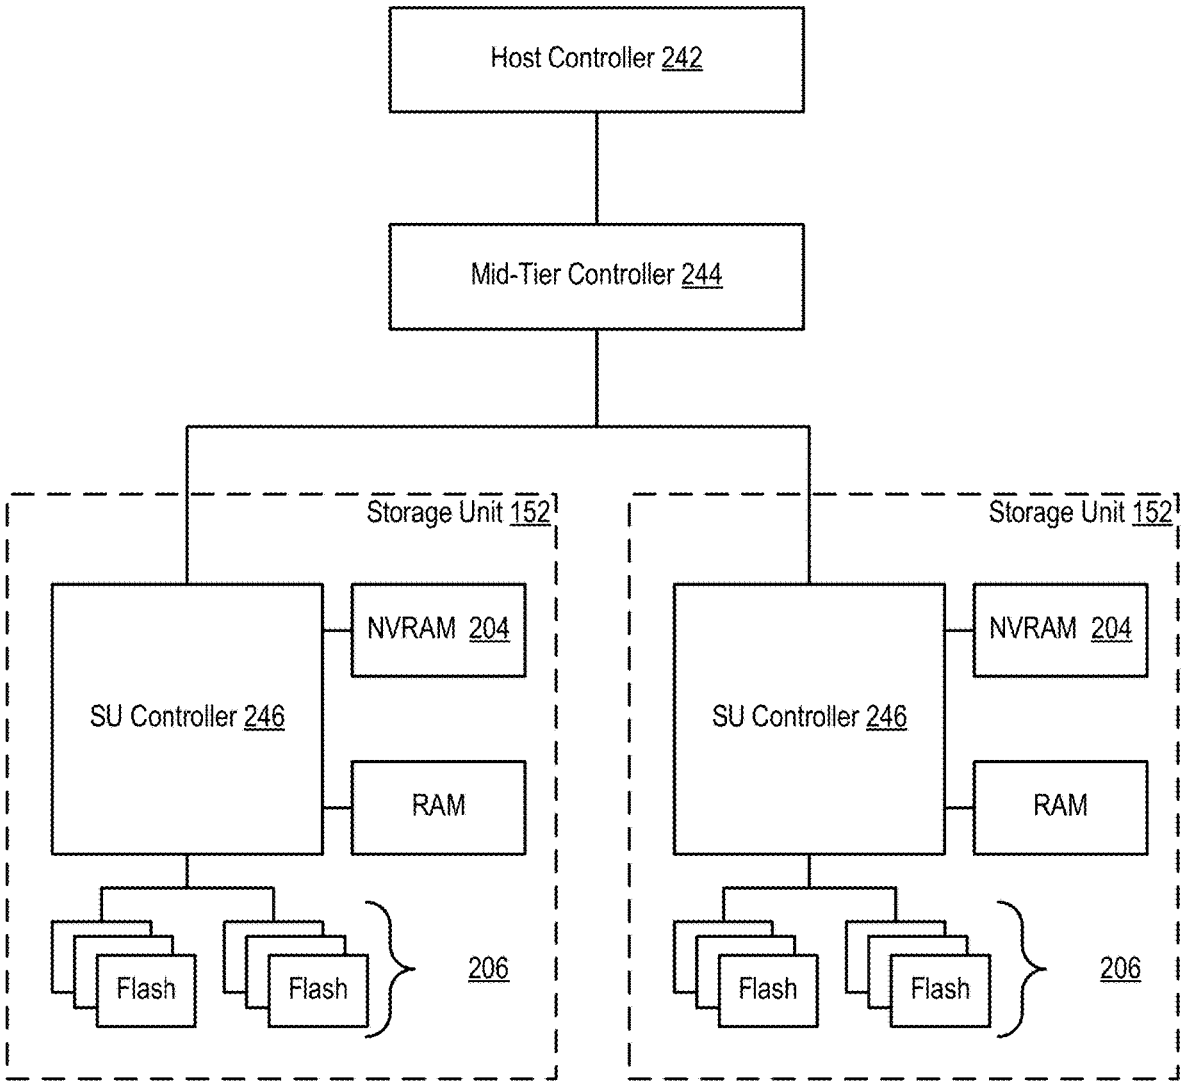 Host Controller 242
Mid-Tier Controller 244
Storage Unit 152
NVRAM 204
SU Controller 246
RAM
Flash
Flash
206
Storage Unit 152
NVRAM 204
SU Controller 246
RAM
Flash
Flash
206